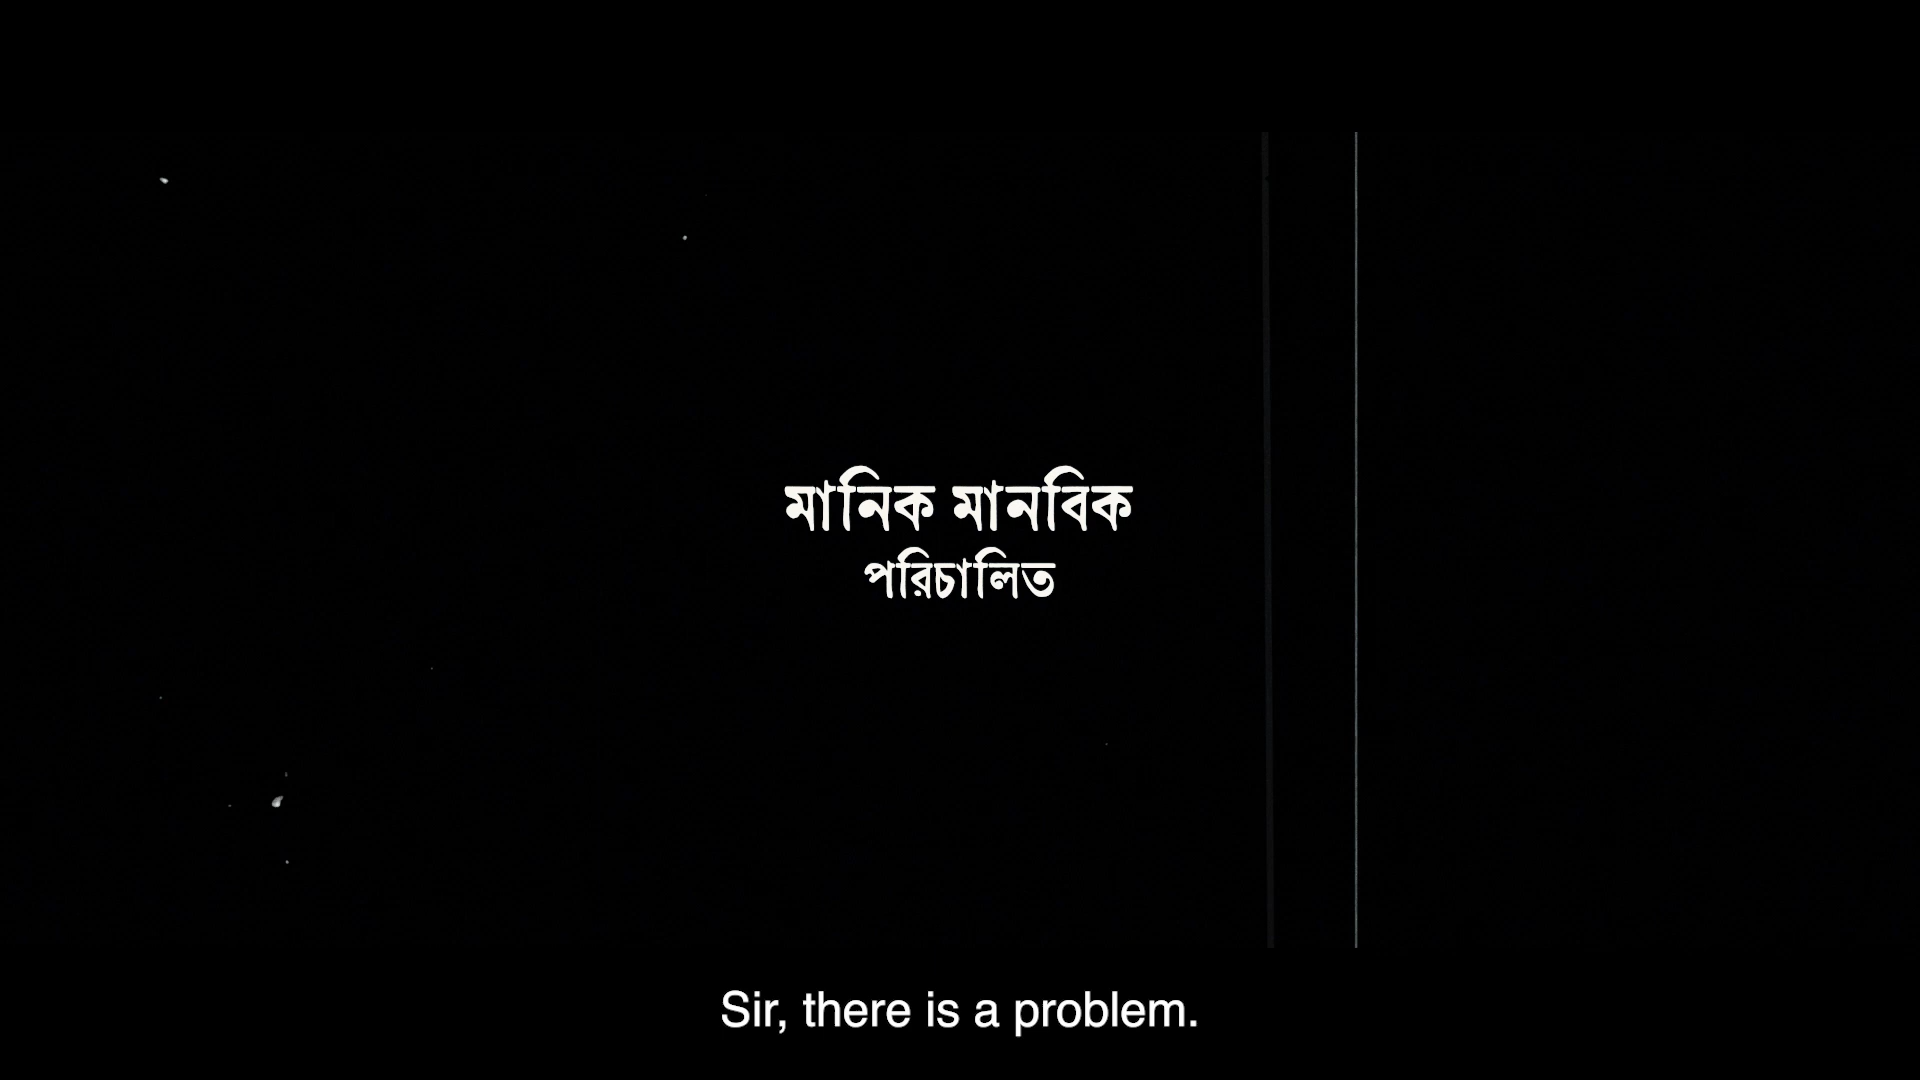 মানিক মানবিক
পরিচালিত
Sir, there is a problem.